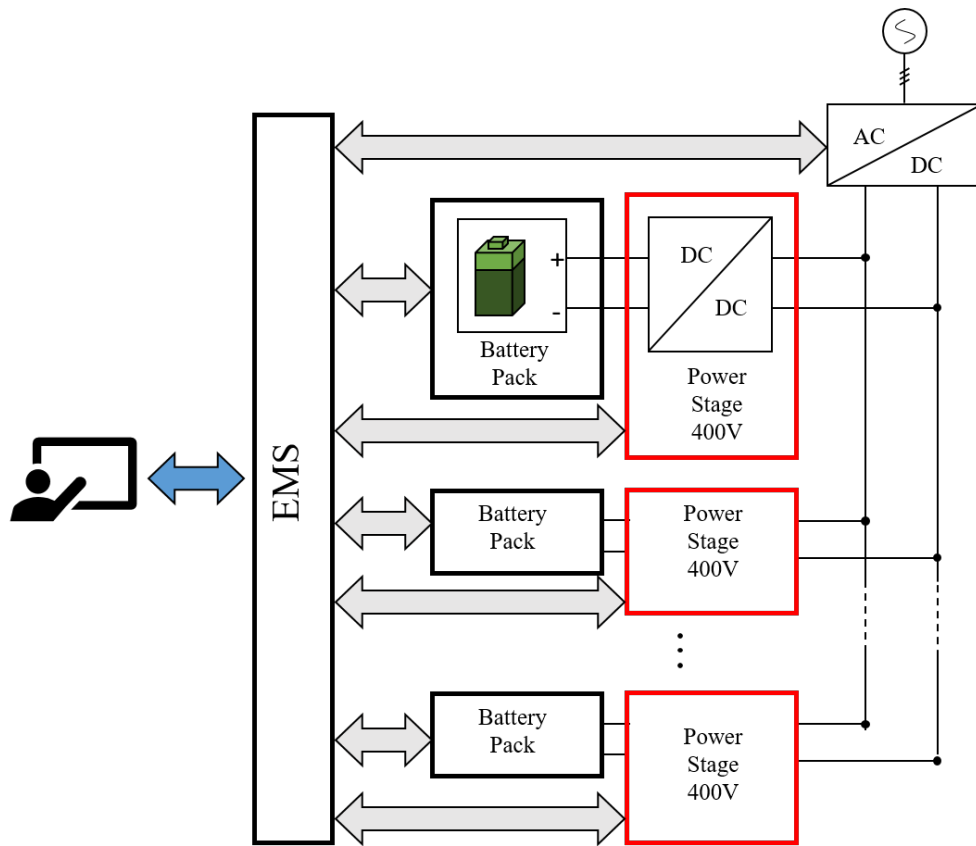 AC
DC
DC
DC
+
-
Battery
Pack
Power
Stage
400V
EMS
Battery
Pack
Power
Stage
400V
Battery
Pack
Power
Stage
400V